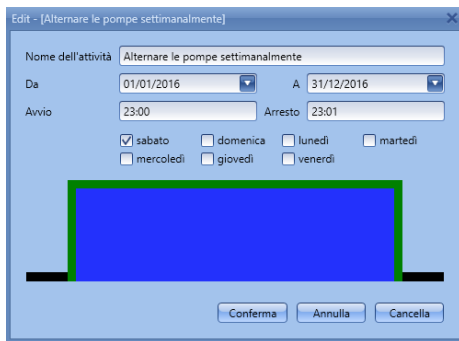 Edit - [Alternare le pompe settimanalmente]
Nome dell'attività Alternare le pompe settimanalmente
Da 01/01/2016 A 31/12/2016
Avvio 23:00 Arresto 23:01
sabato domenica lunedì martedì
mercoledì giovedì venerdì
Conferma Annulla Cancella